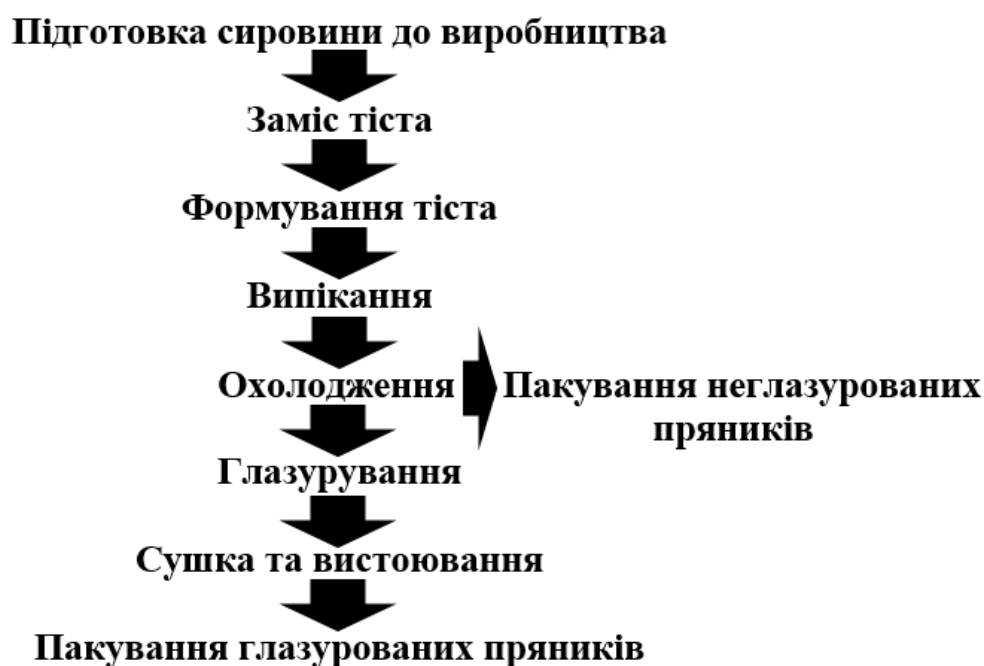 Підготовка сировини до виробництва
Заміс тіста
Формування тіста
Випікання
Охолодження
Пакування неглазурованих
пряників
Глазурування
Сушка та вистоювання
Пакування глазурованих пряників